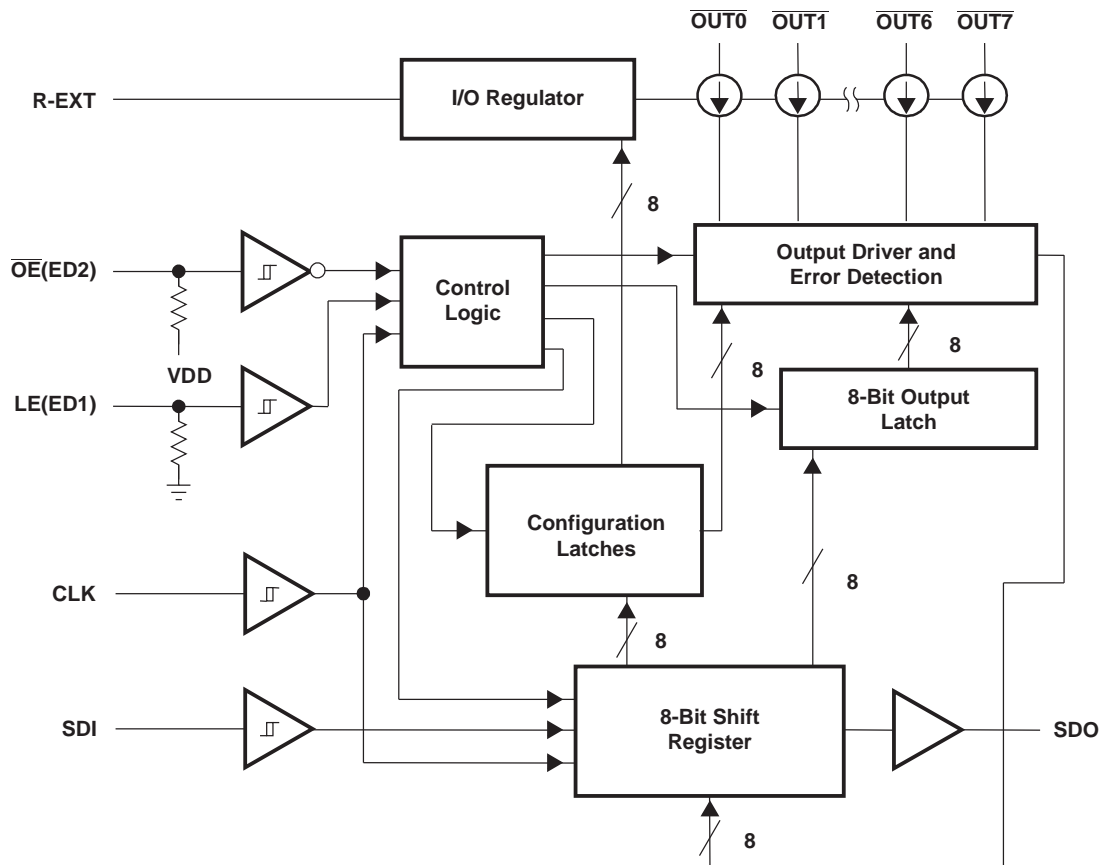 OUT0 OUT1 OUT6 OUT7
R-EXT
I/O Regulator
8
OE(ED2)
Control
Logic
Output Driver and
Error Detection
VDD
8
8
LE(ED1)
8-Bit Output
Latch
Configuration
Latches
8
CLK
8
SDI
8-Bit Shift
Register
SDO
8